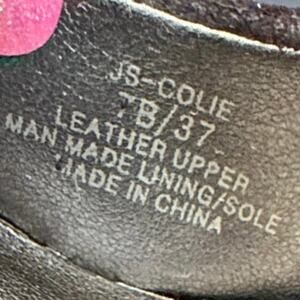 JS-COLIE
7B/37
LEATHER UPPER
MAN MADE LINING/SOLE
MADE IN CHINA